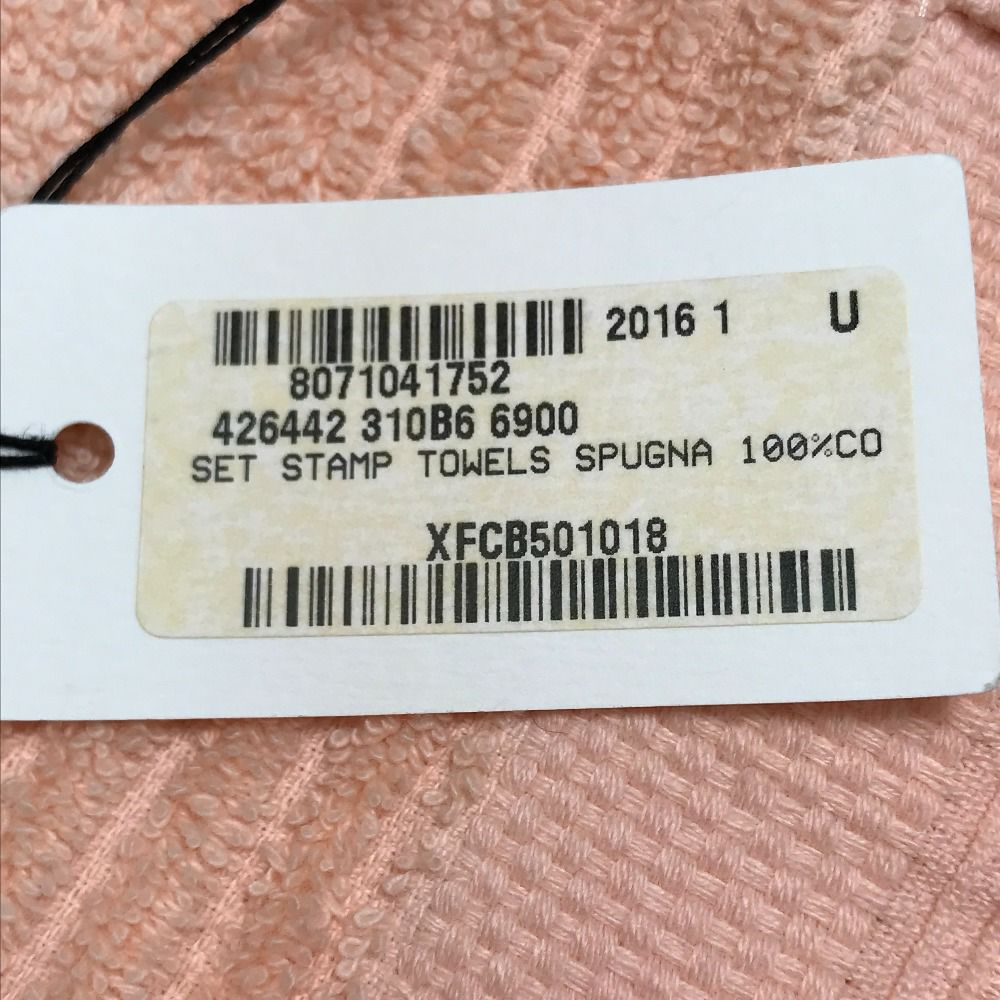 2016 1 U
8071041752
426442 310B6 6900
SET STAMP TOWELS SPUGNA 100%CO
XFCB501018